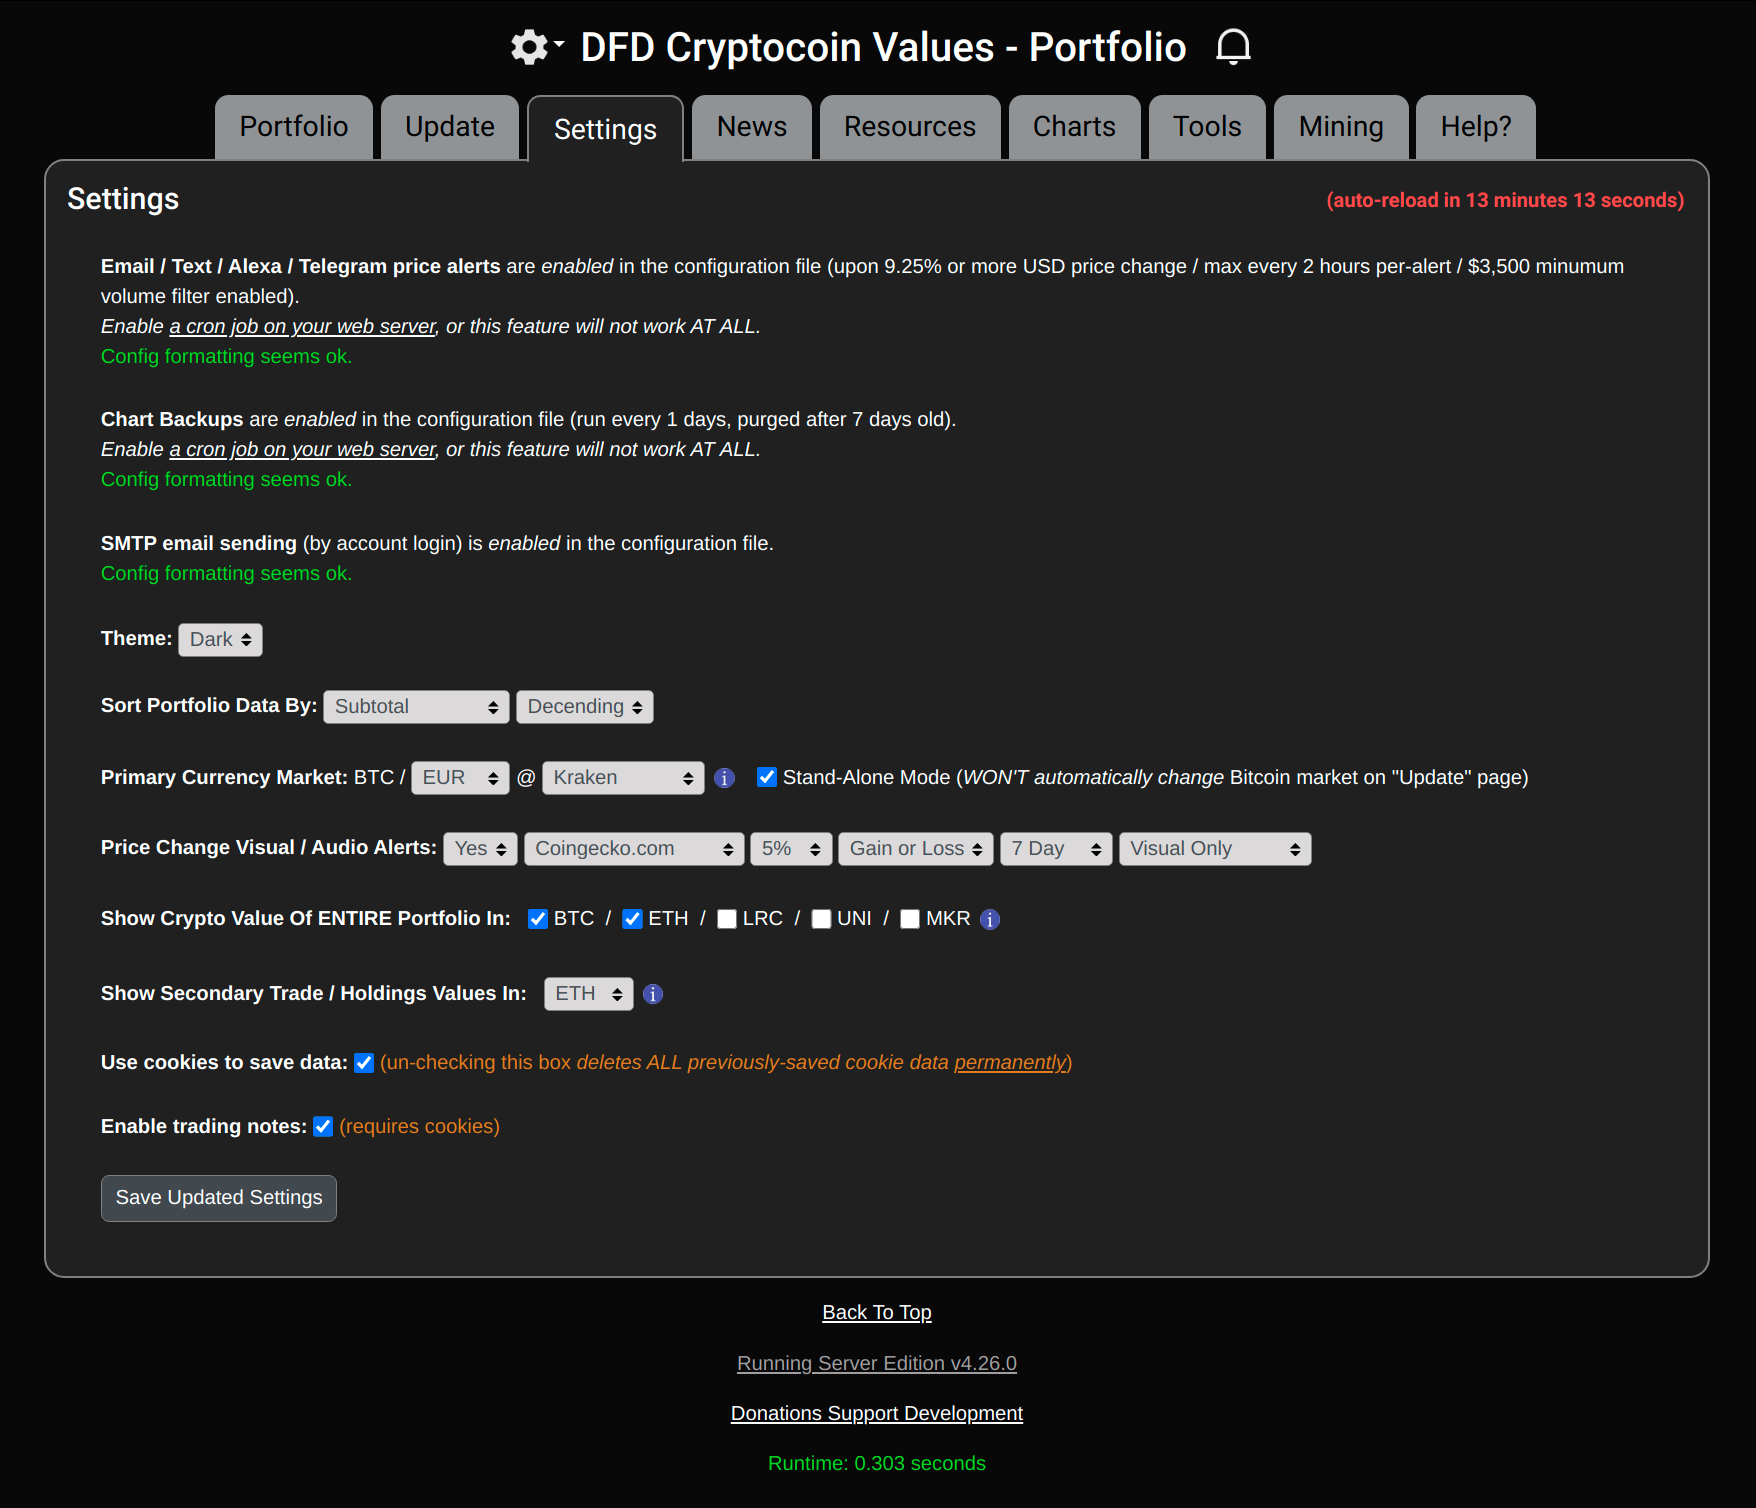 DFD Cryptocoin Values - Portfolio
Portfolio Update Settings News Resources Charts Tools Mining Help?
Settings (auto-reload in 13 minutes 13 seconds)
Email / Text / Alexa / Telegram price alerts are enabled in the configuration file (upon 9.25% or more USD price change / max every 2 hours per-alert / $3,500 minumum
volume filter enabled).
Enable a cron job on your web server, or this feature will not work AT ALL.
Config formatting seems ok.
Chart Backups are enabled in the configuration file (run every 1 days, purged after 7 days old).
Enable a cron job on your web server, or this feature will not work AT ALL.
Config formatting seems ok.
SMTP email sending (by account login) is enabled in the configuration file.
Config formatting seems ok.
Theme: Dark
Sort Portfolio Data By: Subtotal Decending
Primary Currency Market: BTC / EUR @ Kraken i Stand-Alone Mode (WON'T automatically change Bitcoin market on "Update" page)
Price Change Visual / Audio Alerts: Yes Coingecko.com 5% Gain or Loss 7 Day Visual Only
Show Crypto Value Of ENTIRE Portfolio In: BTC / ETH / LRC / UNI / MKR i
Show Secondary Trade / Holdings Values In: ETH i
Use cookies to save data: (un-checking this box deletes ALL previously-saved cookie data permanently)
Enable trading notes: (requires cookies)
Save Updated Settings
Back To Top
Running Server Edition v4.26.0
Donations Support Development
Runtime: 0.303 seconds